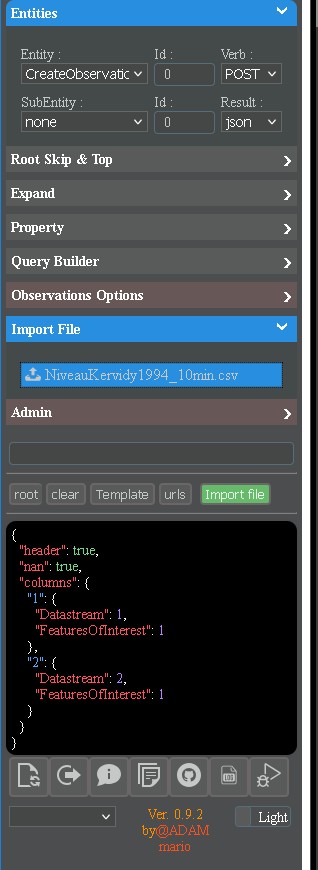 Entities
Entity : Id : Verb :
CreateObservatic 0 POST
SubEntity : Id : Result :
none 0 json
Root Skip & Top
Expand
Property
Query Builder
Observations Options
Import File
NiveauKervidy1994_10min.csv
Admin
root clear Template urls Import file
{
"header": true,
"nan": true,
"columns": {
"1": {
"Datastream": 1,
"FeaturesOfInterest": 1
},
"2": {
"Datastream": 2,
"FeaturesOfInterest": 1
}
}
}
Ver. 0.9.2
by@ADAM
mario
Light